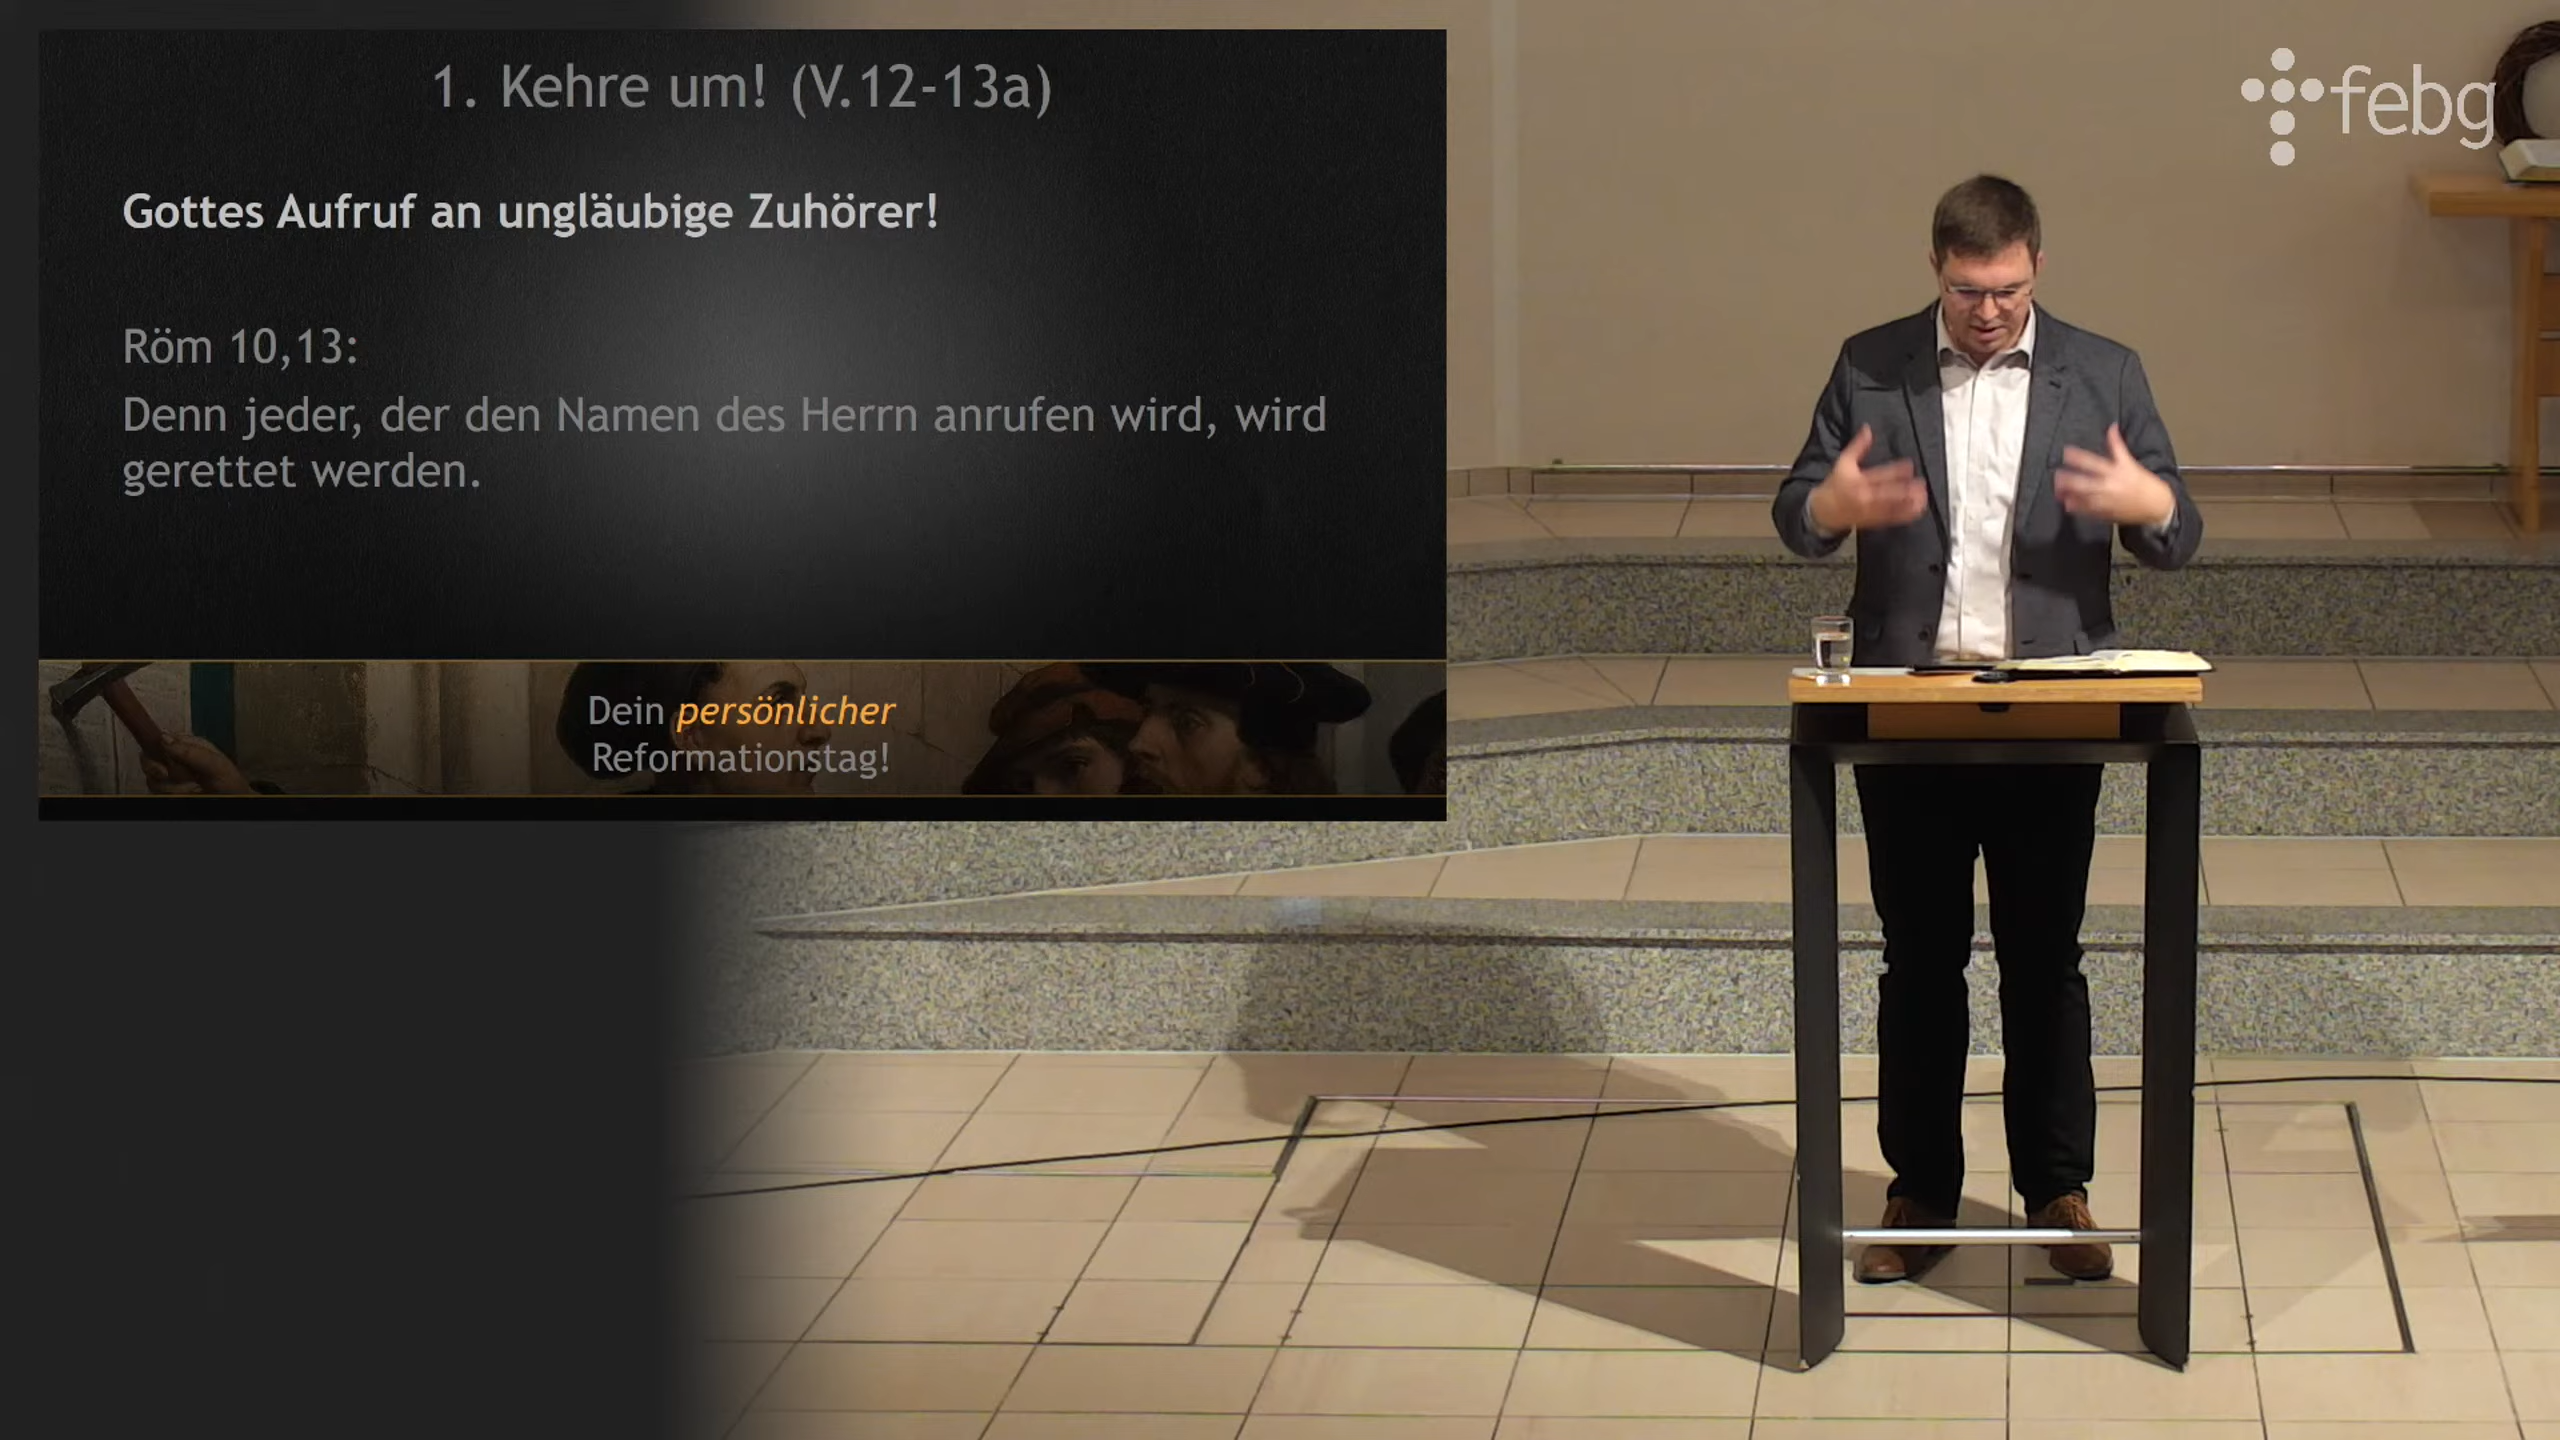 1. Kehre um! (V.12-13a)
Gottes Aufruf an ungläubige Zuhörer!
Röm 10,13:
Denn jeder, der den Namen des Herrn anrufen wird, wird
gerettet werden.
Dein persönlicher
Reformationstag!
febg